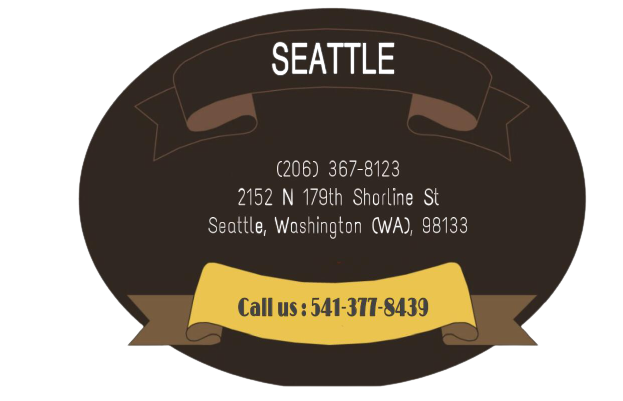 SEATTLE
(206) 367-8123
2152 N 179th Shorline St
Seattle, Washington (WA), 98133
Call us : 541-377-8439